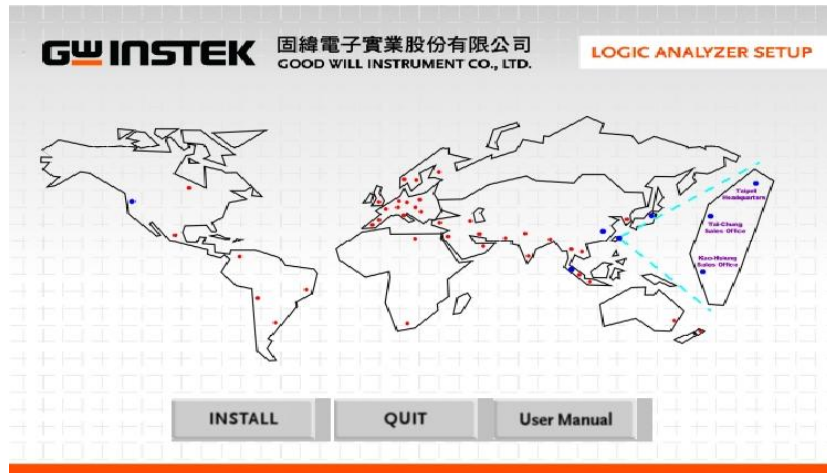 GW INSTEK
固緯電子實業股份有限公司
GOOD WILL INSTRUMENT CO., LTD.
LOGIC ANALYZER SETUP
Taipei
Headquarters
Tai-Chung
Sales Office
Kao-Hsiung
Sales Office
INSTALL
QUIT
User Manual